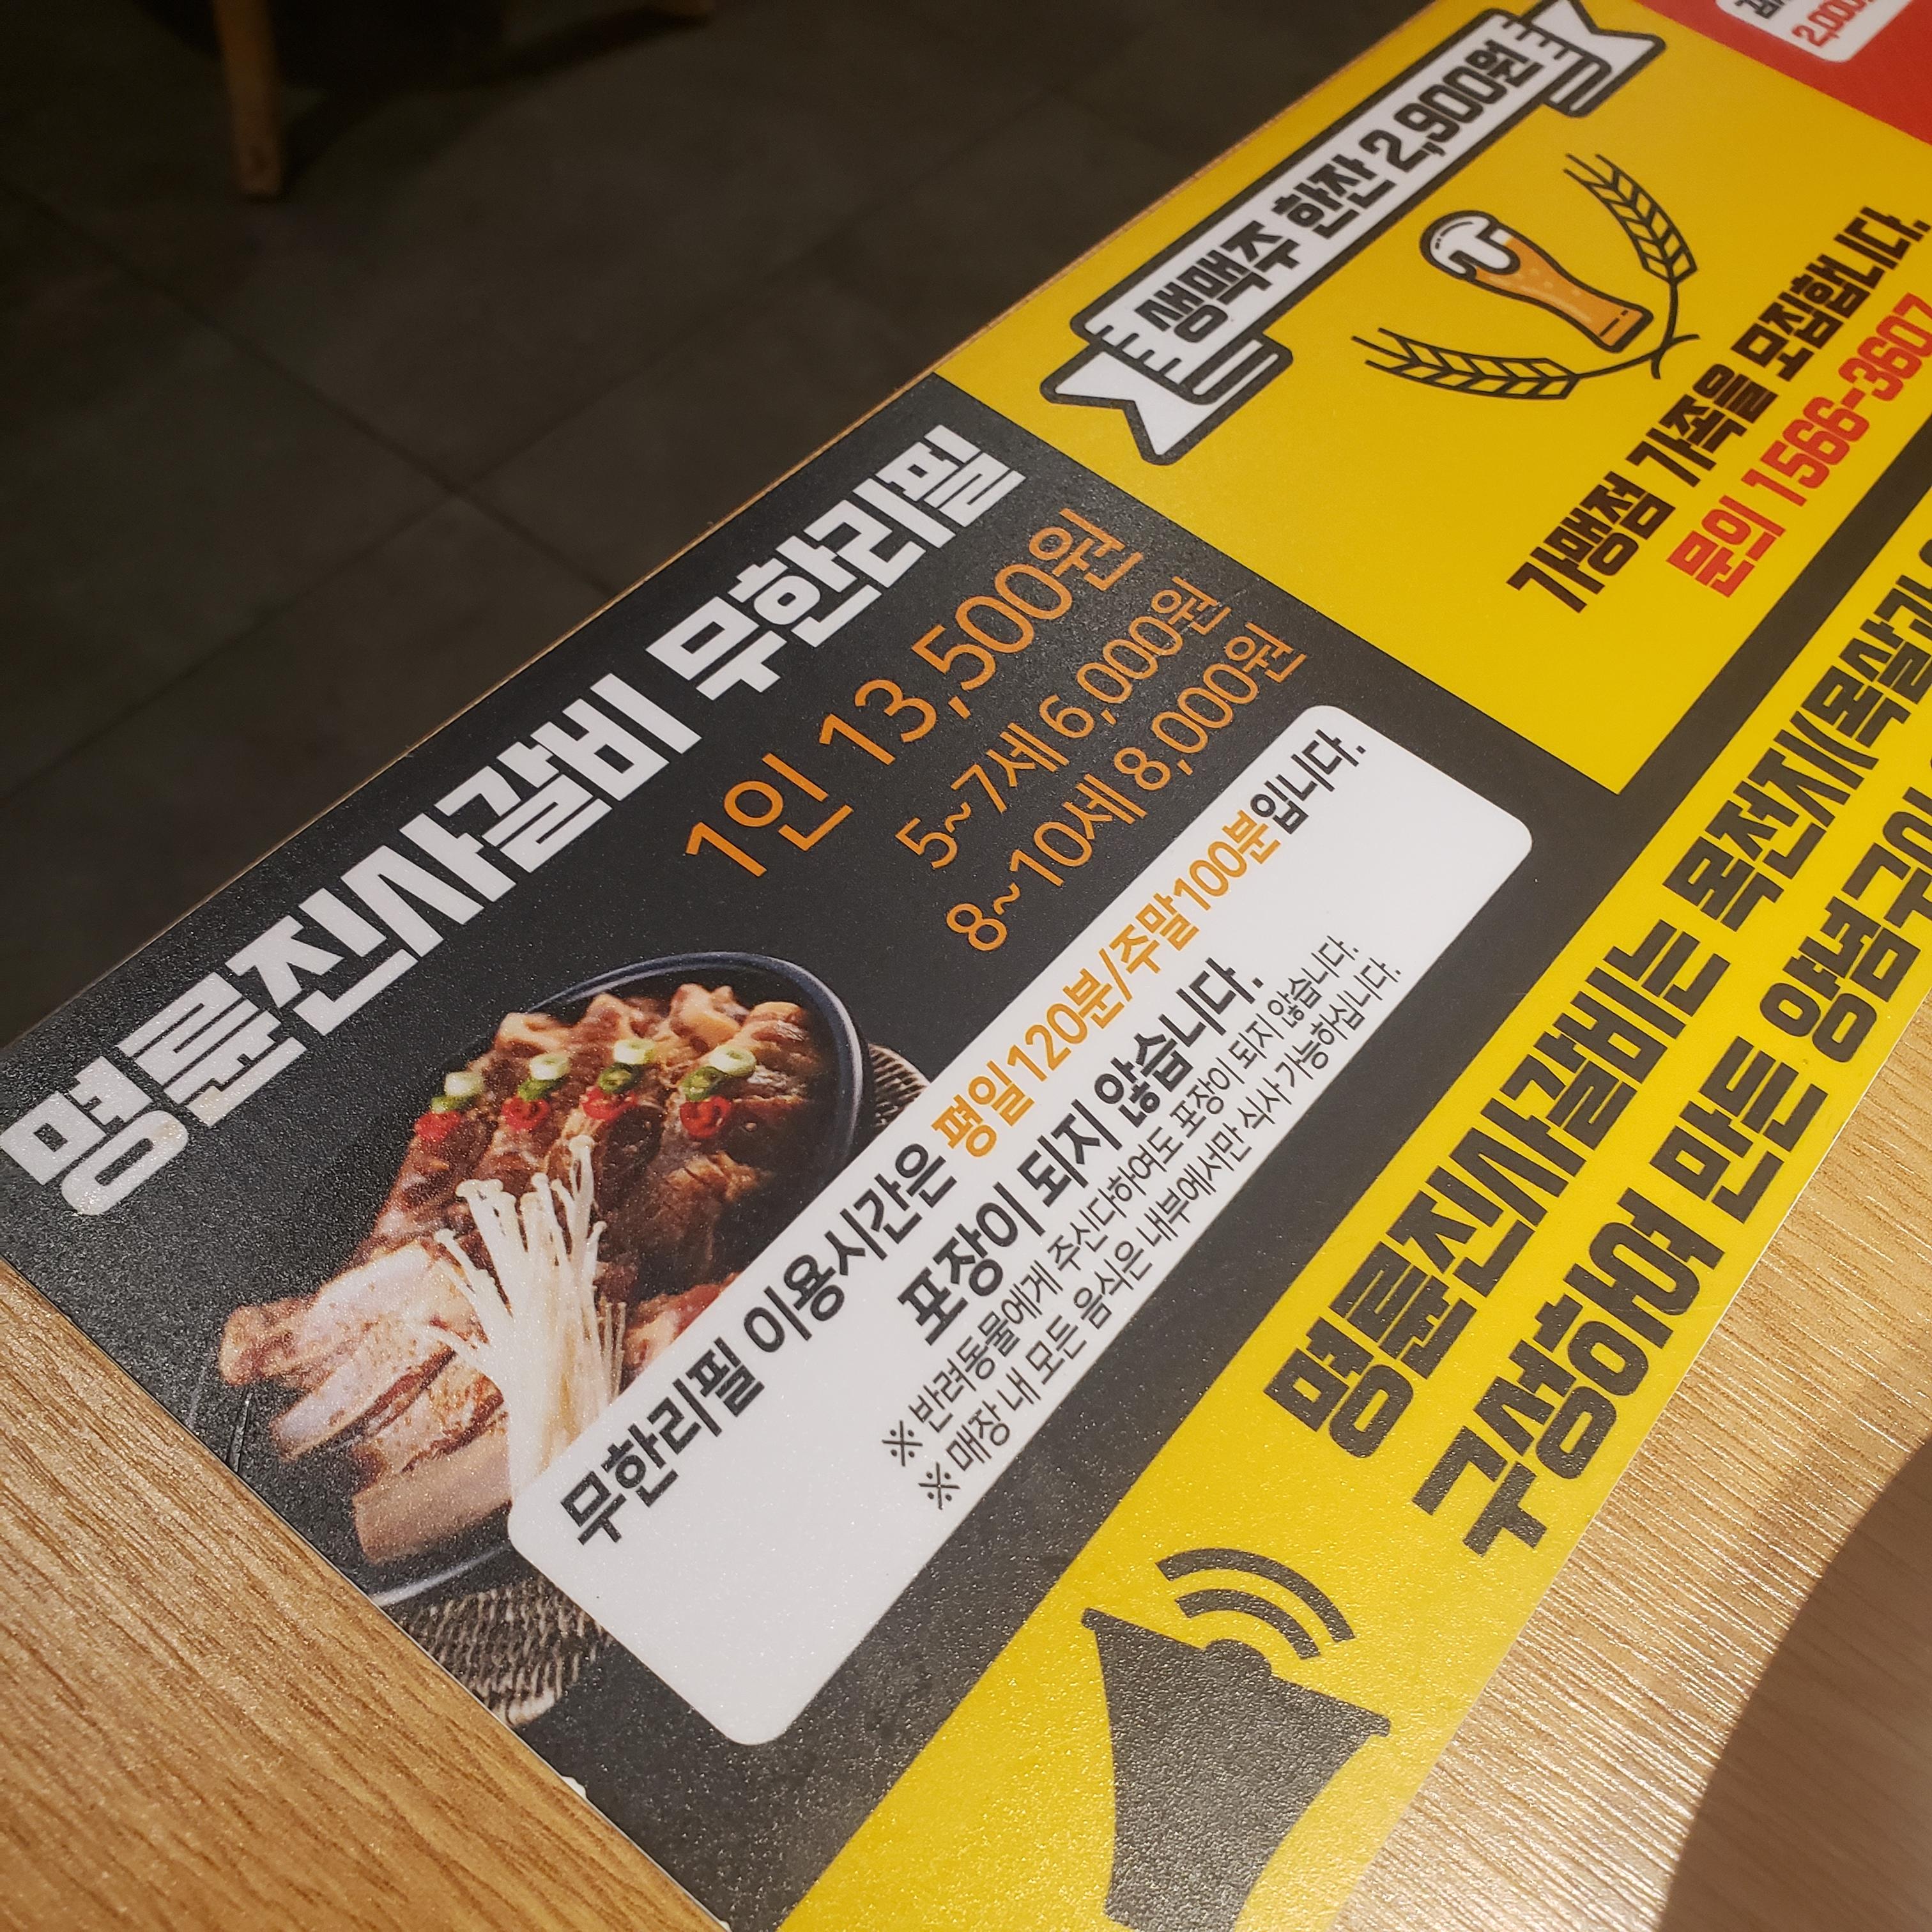 명륜진사갈비 무한리필
1인 13,500원
5~7세 6,000원
8~10세 8,000원
무한리필 이용시간은 평일120분/주말100분입니다.
포장이 되지 않습니다.
※ 반려동물에게 주신다하여도 포장이 되지 않습니다.
※ 매장 내 모든 음식은 내부에서만 식사 가능하십니다.
생맥주 한잔 2,900원
가맹점 가족을 모집합니다.
문의 1566-3607
2,000
명륜진사갈비는 목전지(목살과
구성하여 만든 양념구이